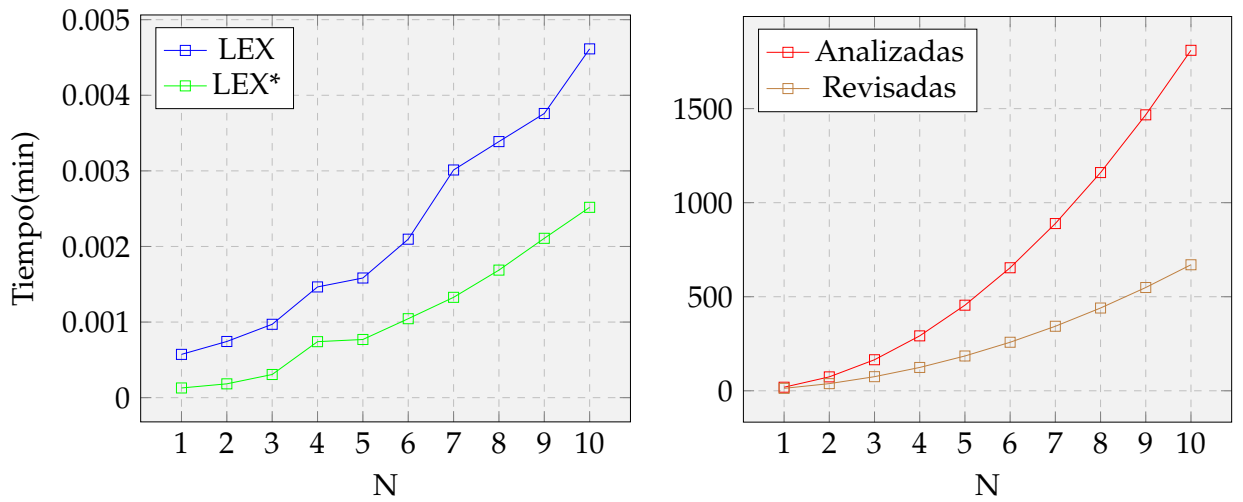 0.005
0.004
0.003
0.002
0.001
0
Tiempo(min)
LEX
LEX*
1 2 3 4 5 6 7 8 9 10
N
1500
1000
500
0
Analizadas
Revisadas
1 2 3 4 5 6 7 8 9 10
N